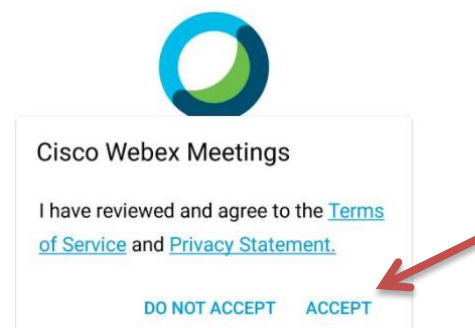 Cisco Webex Meetings
I have reviewed and agree to the Terms
of Service and Privacy Statement.
DO NOT ACCEPT ACCEPT